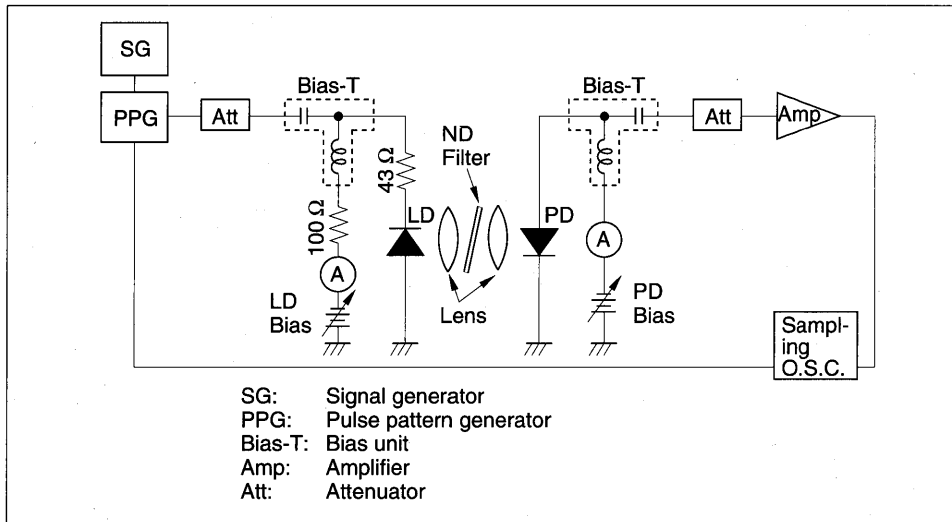 SG
PPG
Att
Bias-T
43 Ω
100 Ω
A
LD
Bias
LD
ND
Filter
Lens
PD
Bias-T
A
PD
Bias
Att
Amp
Sampl-
ing
O.S.C.
SG: Signal generator
PPG: Pulse pattern generator
Bias-T: Bias unit
Amp: Amplifier
Att: Attenuator